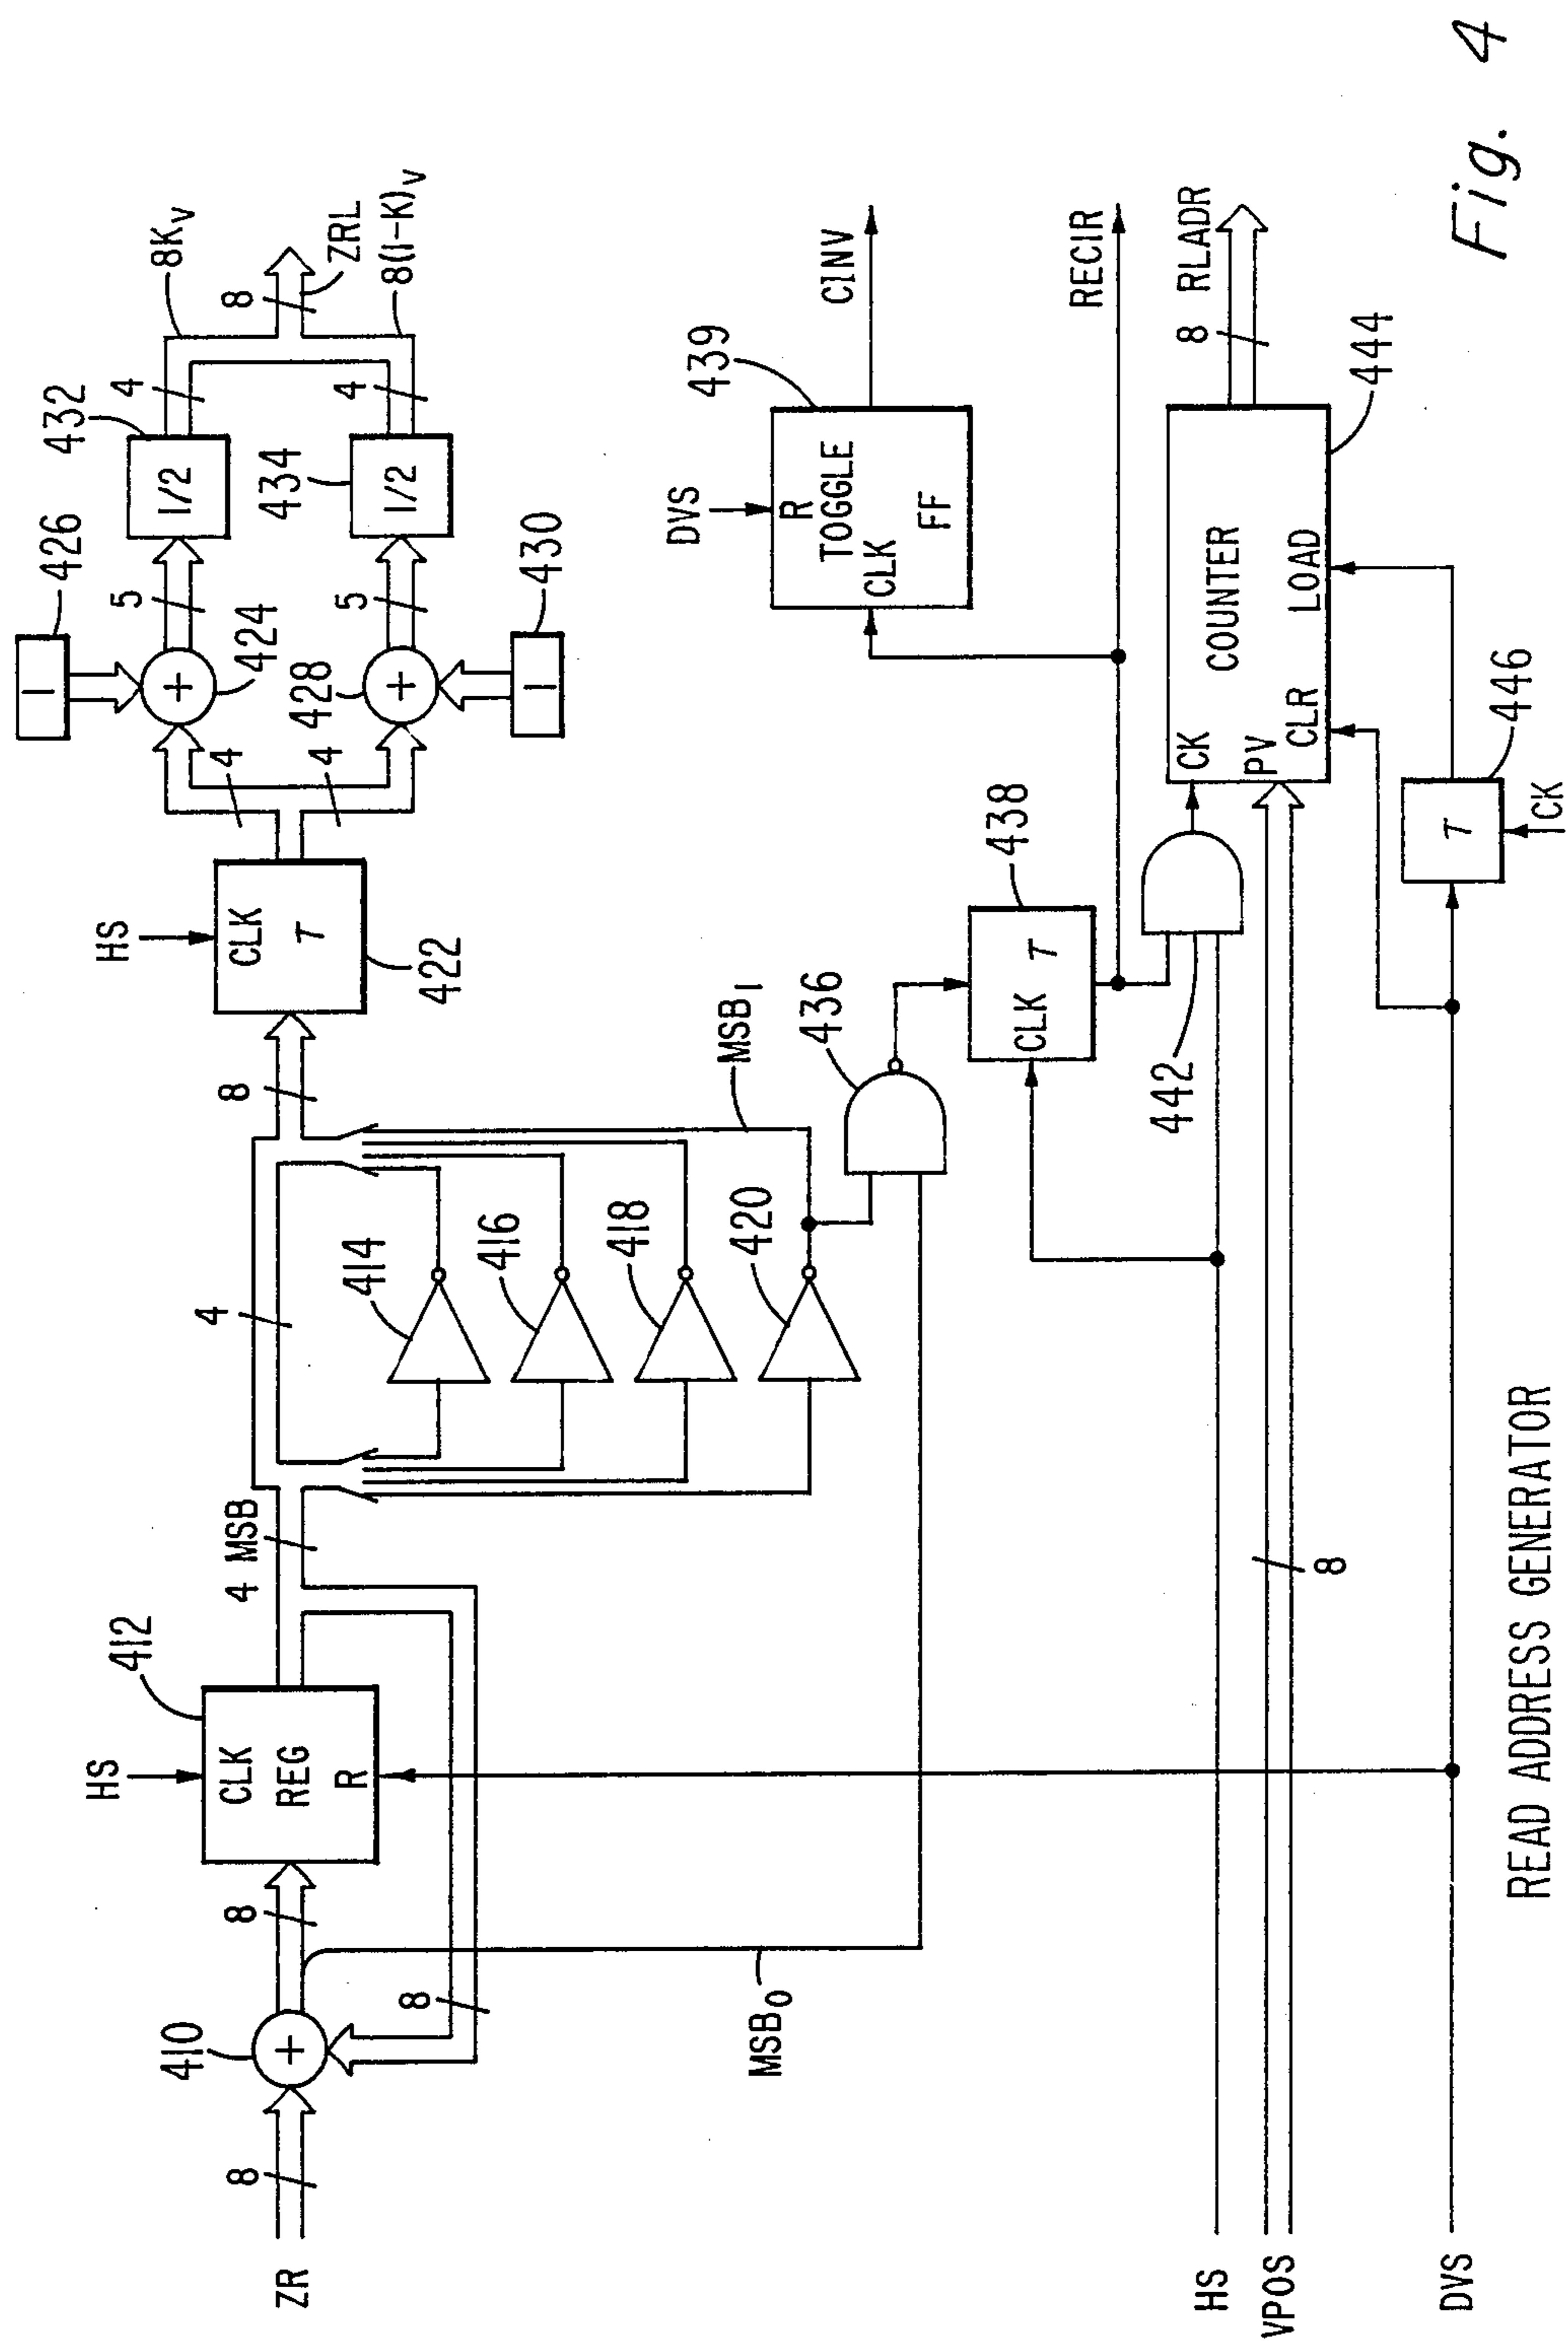 ZR
8
410
+
8
8
MSB0
HS
412
CLK
REG
R
4 MSB
4
414
416
418
420
MSB1
8
HS
CLK
T
422
4
4
1
426
+
424
5
432
1/2
4
8KV
8
ZRL
8(1-K)V
428
+
1
430
5
434
1/2
4
436
438
CLK T
442
DVS
439
R
TOGGLE
CLK
FF
CINV
RECIR
CK
PV
CLR
COUNTER
LOAD
8 RLADR
444
446
T
CK
HS
VPOS
8
DVS
READ ADDRESS GENERATOR
Fig. 4